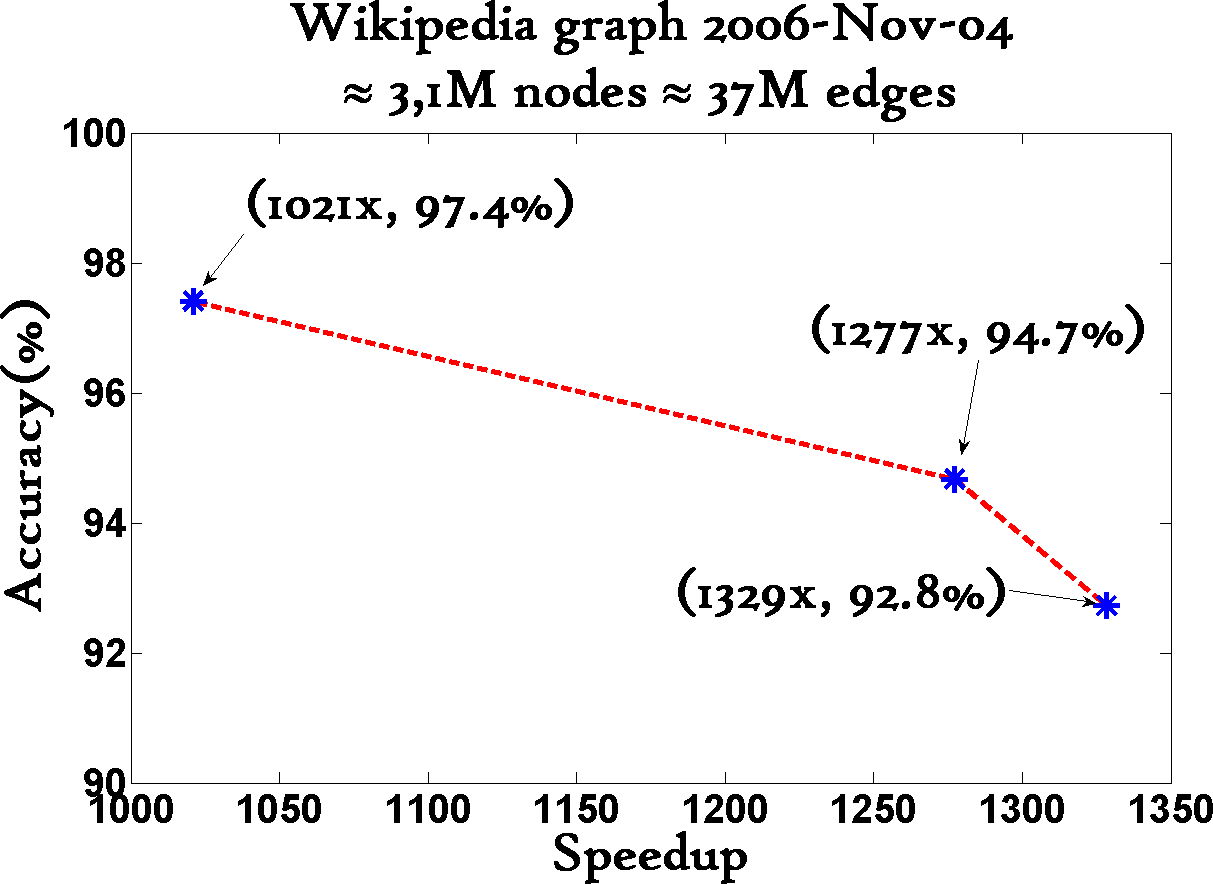 Wikipedia graph 2006-Nov-04
≈ 3,1M nodes ≈ 37M edges
100
(1021x, 97.4%)
98
(1277x, 94.7%)
96
Accuracy(%)
94
(1329x, 92.8%)
92
90
1000 1050 1100 1150 1200 1250 1300 1350
Speedup